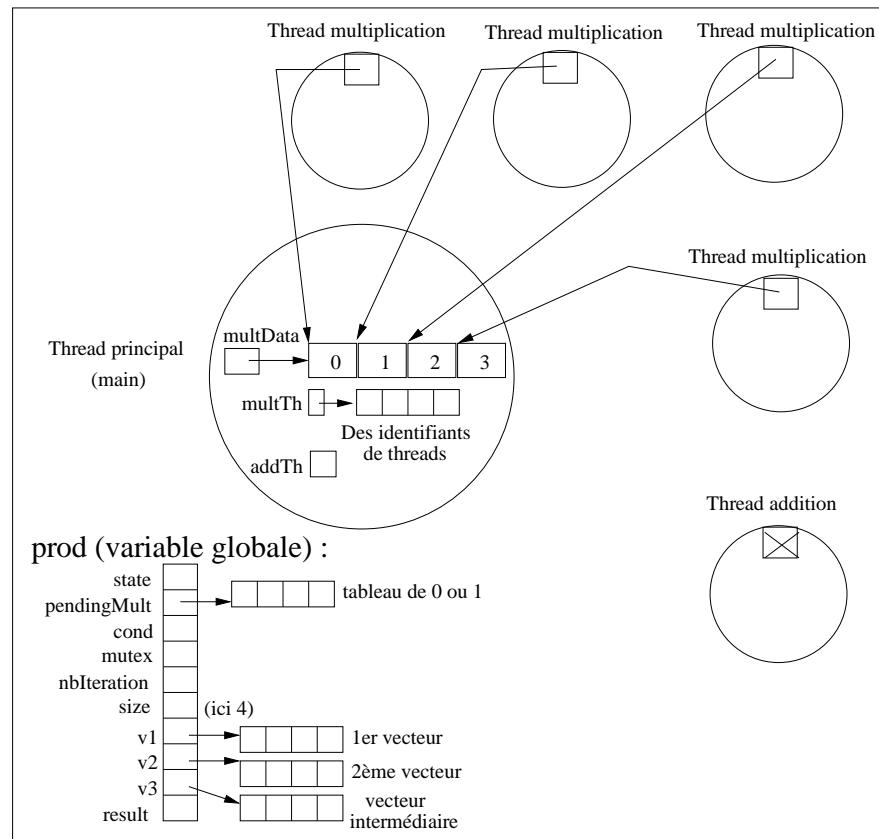 Thread multiplication
Thread multiplication
Thread multiplication
Thread multiplication
Thread principal
(main)
multData
0 1 2 3
multTh
Des identifiants
de threads
addTh
Thread addition
prod (variable globale) :
state
pendingMult
tableau de 0 ou 1
cond
mutex
nbIteration
size
(ici 4)
v1
1er vecteur
v2
2ème vecteur
v3
vecteur
intermédiaire
result